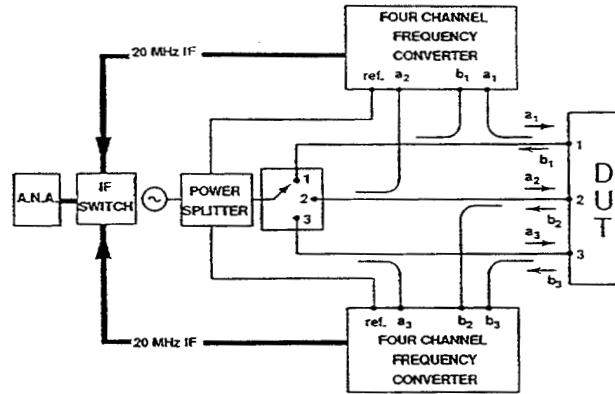 FOUR CHANNEL
FREQUENCY
CONVERTER
ref. a2 b1 a1
20 MHz IF
a1
b1
1
a2
b2
2
a3
b3
3
D
U
T
A.N.A.
IF
SWITCH
POWER
SPLITTER
1
2
3
ref. a3 b2 b3
FOUR CHANNEL
FREQUENCY
CONVERTER
20 MHz IF